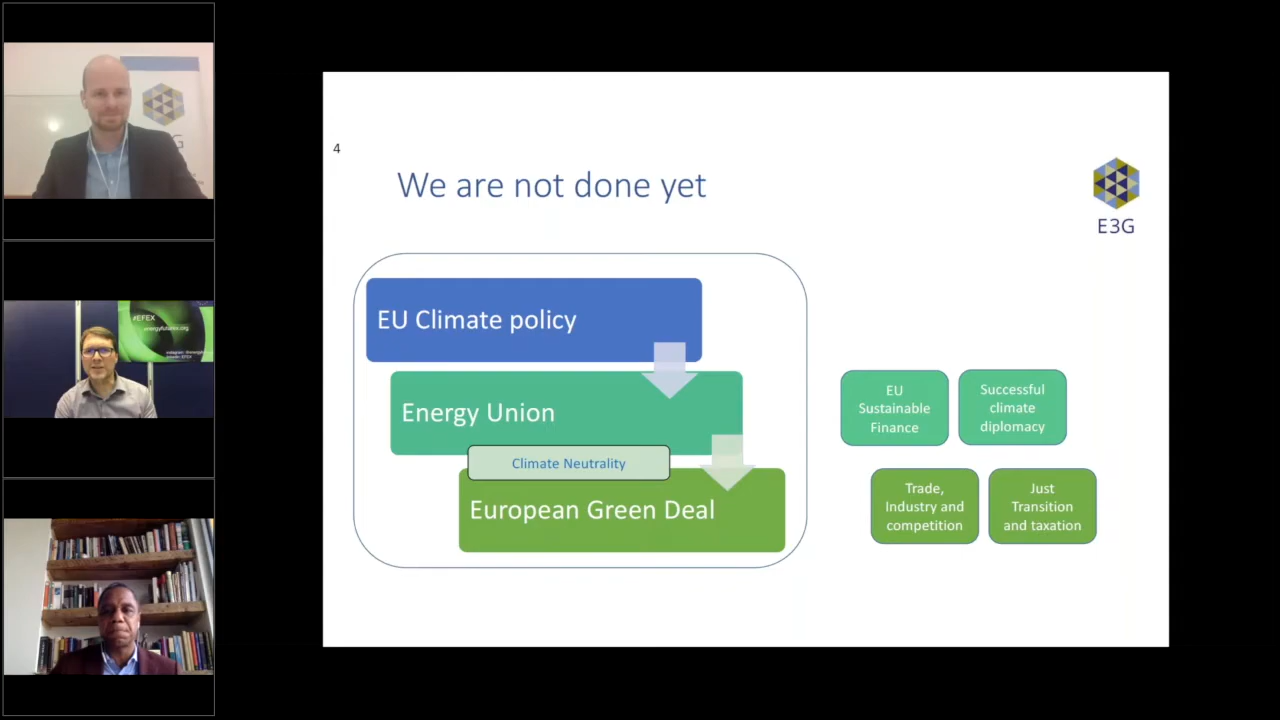 #EFEX
energyfutures.org
4
We are not done yet
E3G
EU Climate policy
Energy Union
Climate Neutrality
European Green Deal
EU
Sustainable
Finance
Successful
climate
diplomacy
Trade,
Industry and
competition
Just
Transition
and taxation